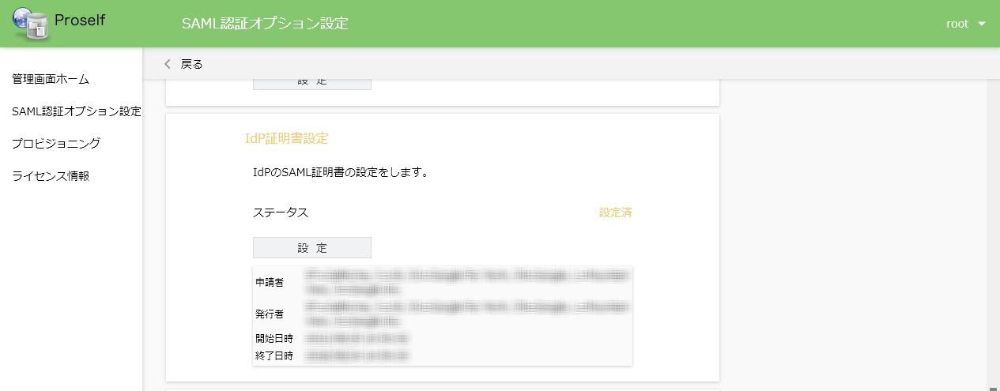 Proself
SAML認証オプション設定
root
戻る
管理画面ホーム
SAML認証オプション設定
プロビジョニング
ライセンス情報
設 定
IdP証明書設定
IdPのSAML証明書の設定をします。
ステータス 設定済
設 定
申請者
発行者
開始日時
終了日時